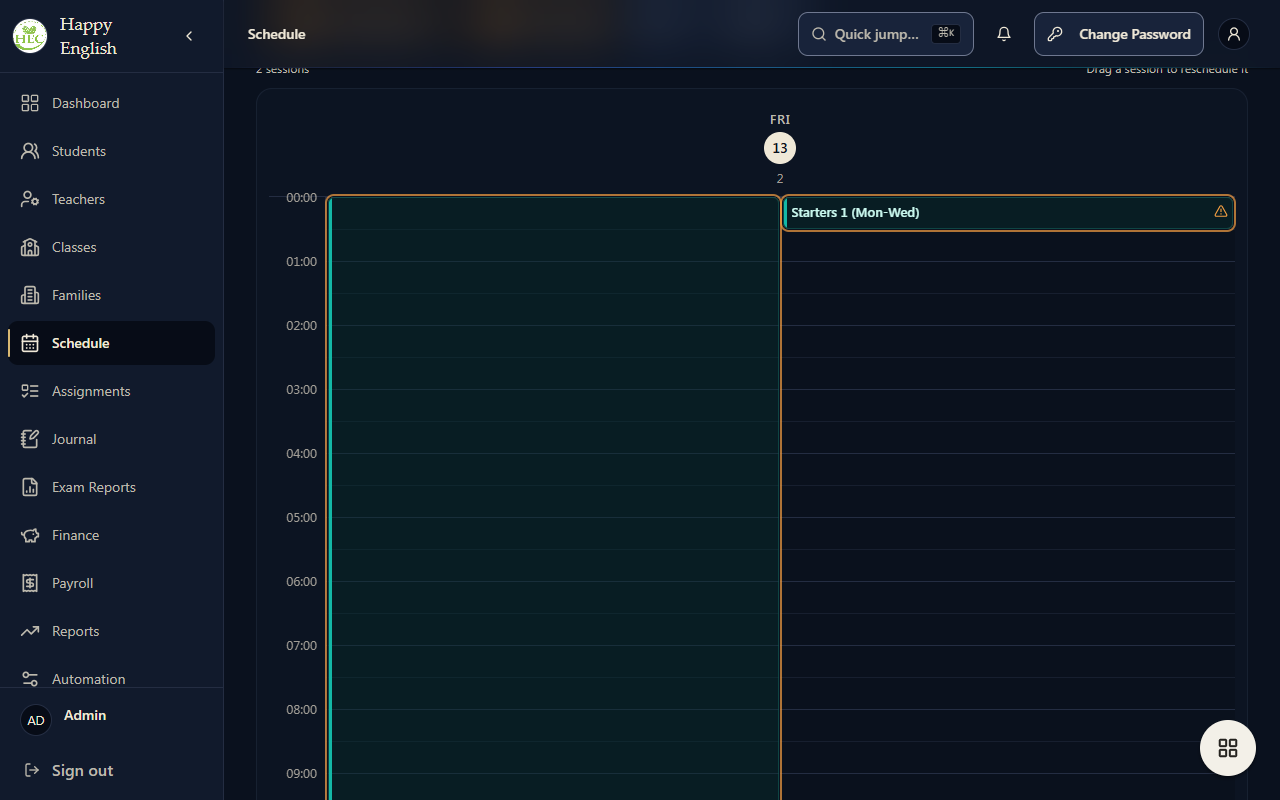 Happy
English
HEC
Schedule
Quick jump...
⌘K
Change Password
Dashboard
Students
Teachers
Classes
Families
Schedule
Assignments
Journal
Exam Reports
Finance
Payroll
Reports
Automation
AD
Admin
Sign out
2 sessions
Drag a session to reschedule it
FRI
13
2
00:00
Starters 1 (Mon-Wed)
01:00
02:00
03:00
04:00
05:00
06:00
07:00
08:00
09:00